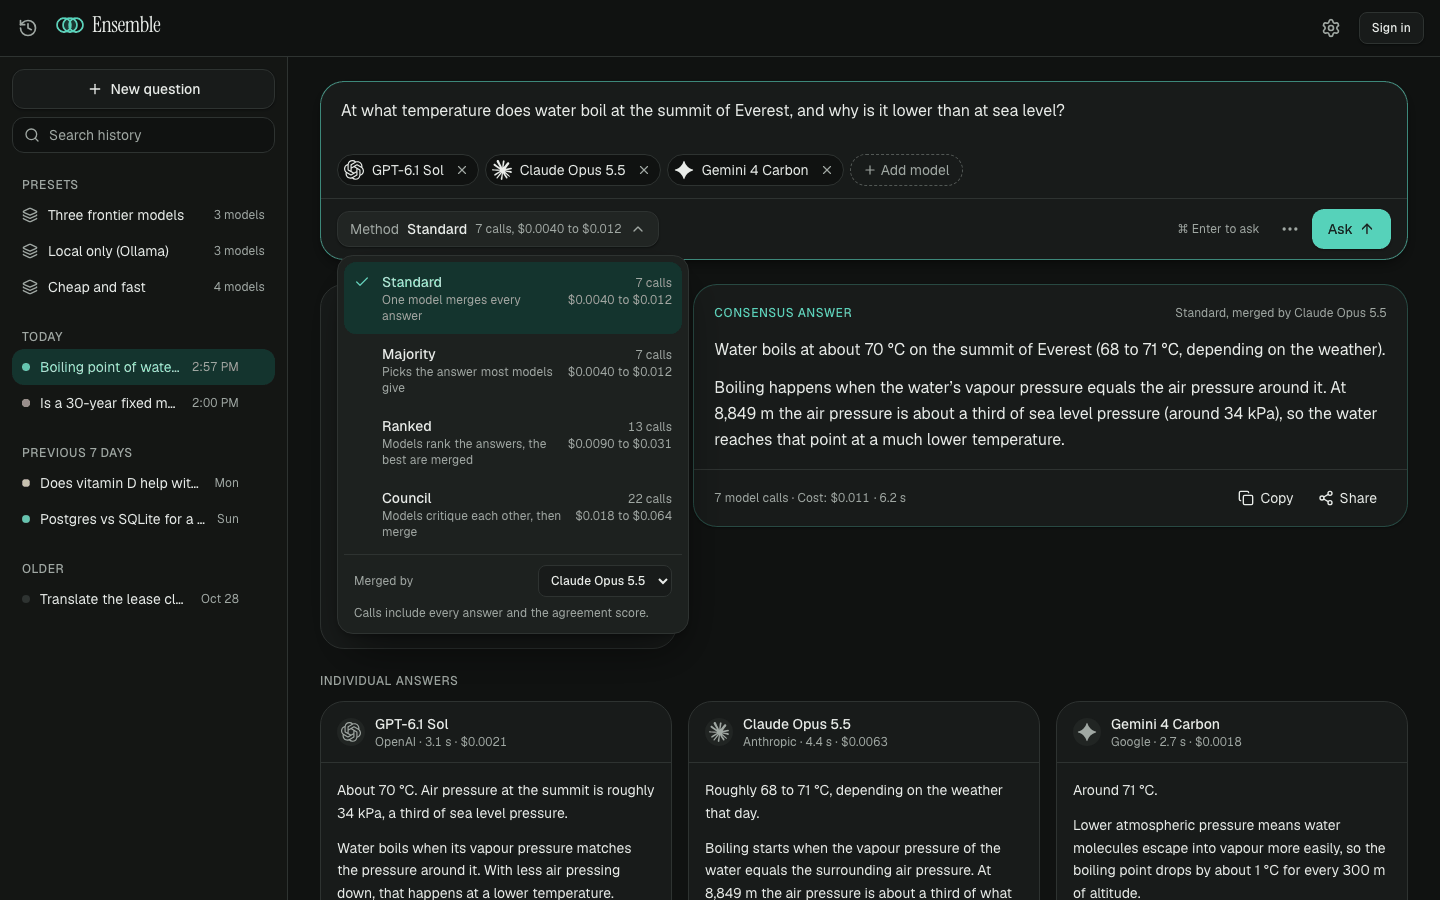 Ensemble
Sign in
New question
Search history
PRESETS
Three frontier models 3 models
Local only (Ollama) 3 models
Cheap and fast 4 models
TODAY
Boiling point of wate... 2:57 PM
Is a 30-year fixed m... 2:00 PM
PREVIOUS 7 DAYS
Does vitamin D help wit... Mon
Postgres vs SQLite for a ... Sun
OLDER
Translate the lease cl... Oct 28
At what temperature does water boil at the summit of Everest, and why is it lower than at sea level?
GPT-6.1 Sol
Claude Opus 5.5
Gemini 4 Carbon
+ Add model
Method Standard 7 calls, $0.0040 to $0.012
⌘ Enter to ask
Ask
Standard 7 calls
One model merges every $0.0040 to $0.012
answer
Majority 7 calls
Picks the answer most models $0.0040 to $0.012
give
Ranked 13 calls
Models rank the answers, the $0.0090 to $0.031
best are merged
Council 22 calls
Models critique each other, then $0.018 to $0.064
merge
Merged by Claude Opus 5.5
Calls include every answer and the agreement score.
CONSENSUS ANSWER Standard, merged by Claude Opus 5.5
Water boils at about 70 °C on the summit of Everest (68 to 71 °C, depending on the weather).
Boiling happens when the water's vapour pressure equals the air pressure around it. At
8,849 m the air pressure is about a third of sea level pressure (around 34 kPa), so the water
reaches that point at a much lower temperature.
7 model calls · Cost: $0.011 · 6.2 s
Copy
Share
INDIVIDUAL ANSWERS
GPT-6.1 Sol
OpenAI · 3.1 s · $0.0021
About 70 °C. Air pressure at the summit is roughly
34 kPa, a third of sea level pressure.
Water boils when its vapour pressure matches
the pressure around it. With less air pressing
down, that happens at a lower temperature.
Claude Opus 5.5
Anthropic · 4.4 s · $0.0063
Roughly 68 to 71 °C, depending on the weather
that day.
Boiling starts when the vapour pressure of the
water equals the surrounding air pressure. At
8,849 m the air pressure is about a third of what
Gemini 4 Carbon
Google · 2.7 s · $0.0018
Around 71 °C.
Lower atmospheric pressure means water
molecules escape into vapour more easily, so the
boiling point drops by about 1 °C for every 300 m
of altitude.